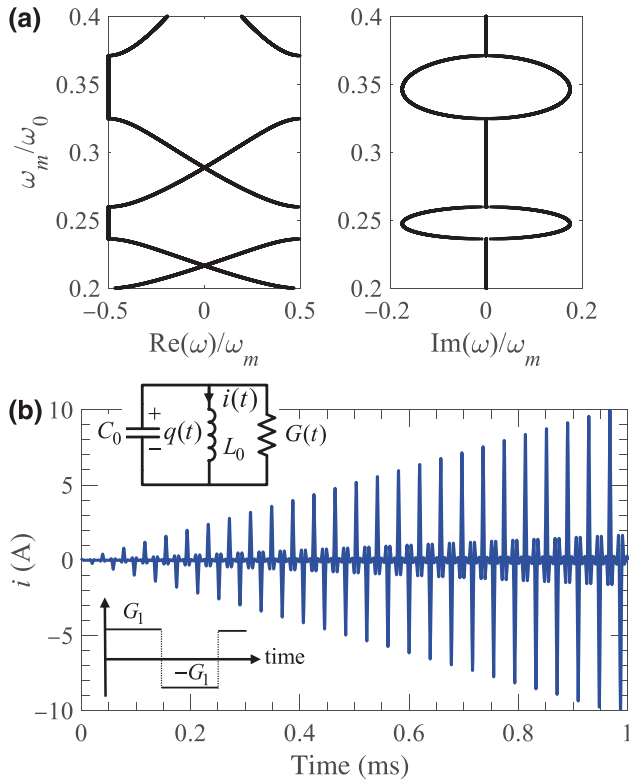 (a)
0.4
0.35
0.3
0.25
0.2
ω_m/ω_0
−0.5 0 0.5
Re(ω)/ω_m
0.4
0.35
0.3
0.25
0.2
−0.2 0 0.2
Im(ω)/ω_m
(b)
10
5
0
−5
−10
i (A)
C_0
+
−
q(t)
i(t)
L_0
G(t)
G_1
−G_1
time
0 0.2 0.4 0.6 0.8 1
Time (ms)